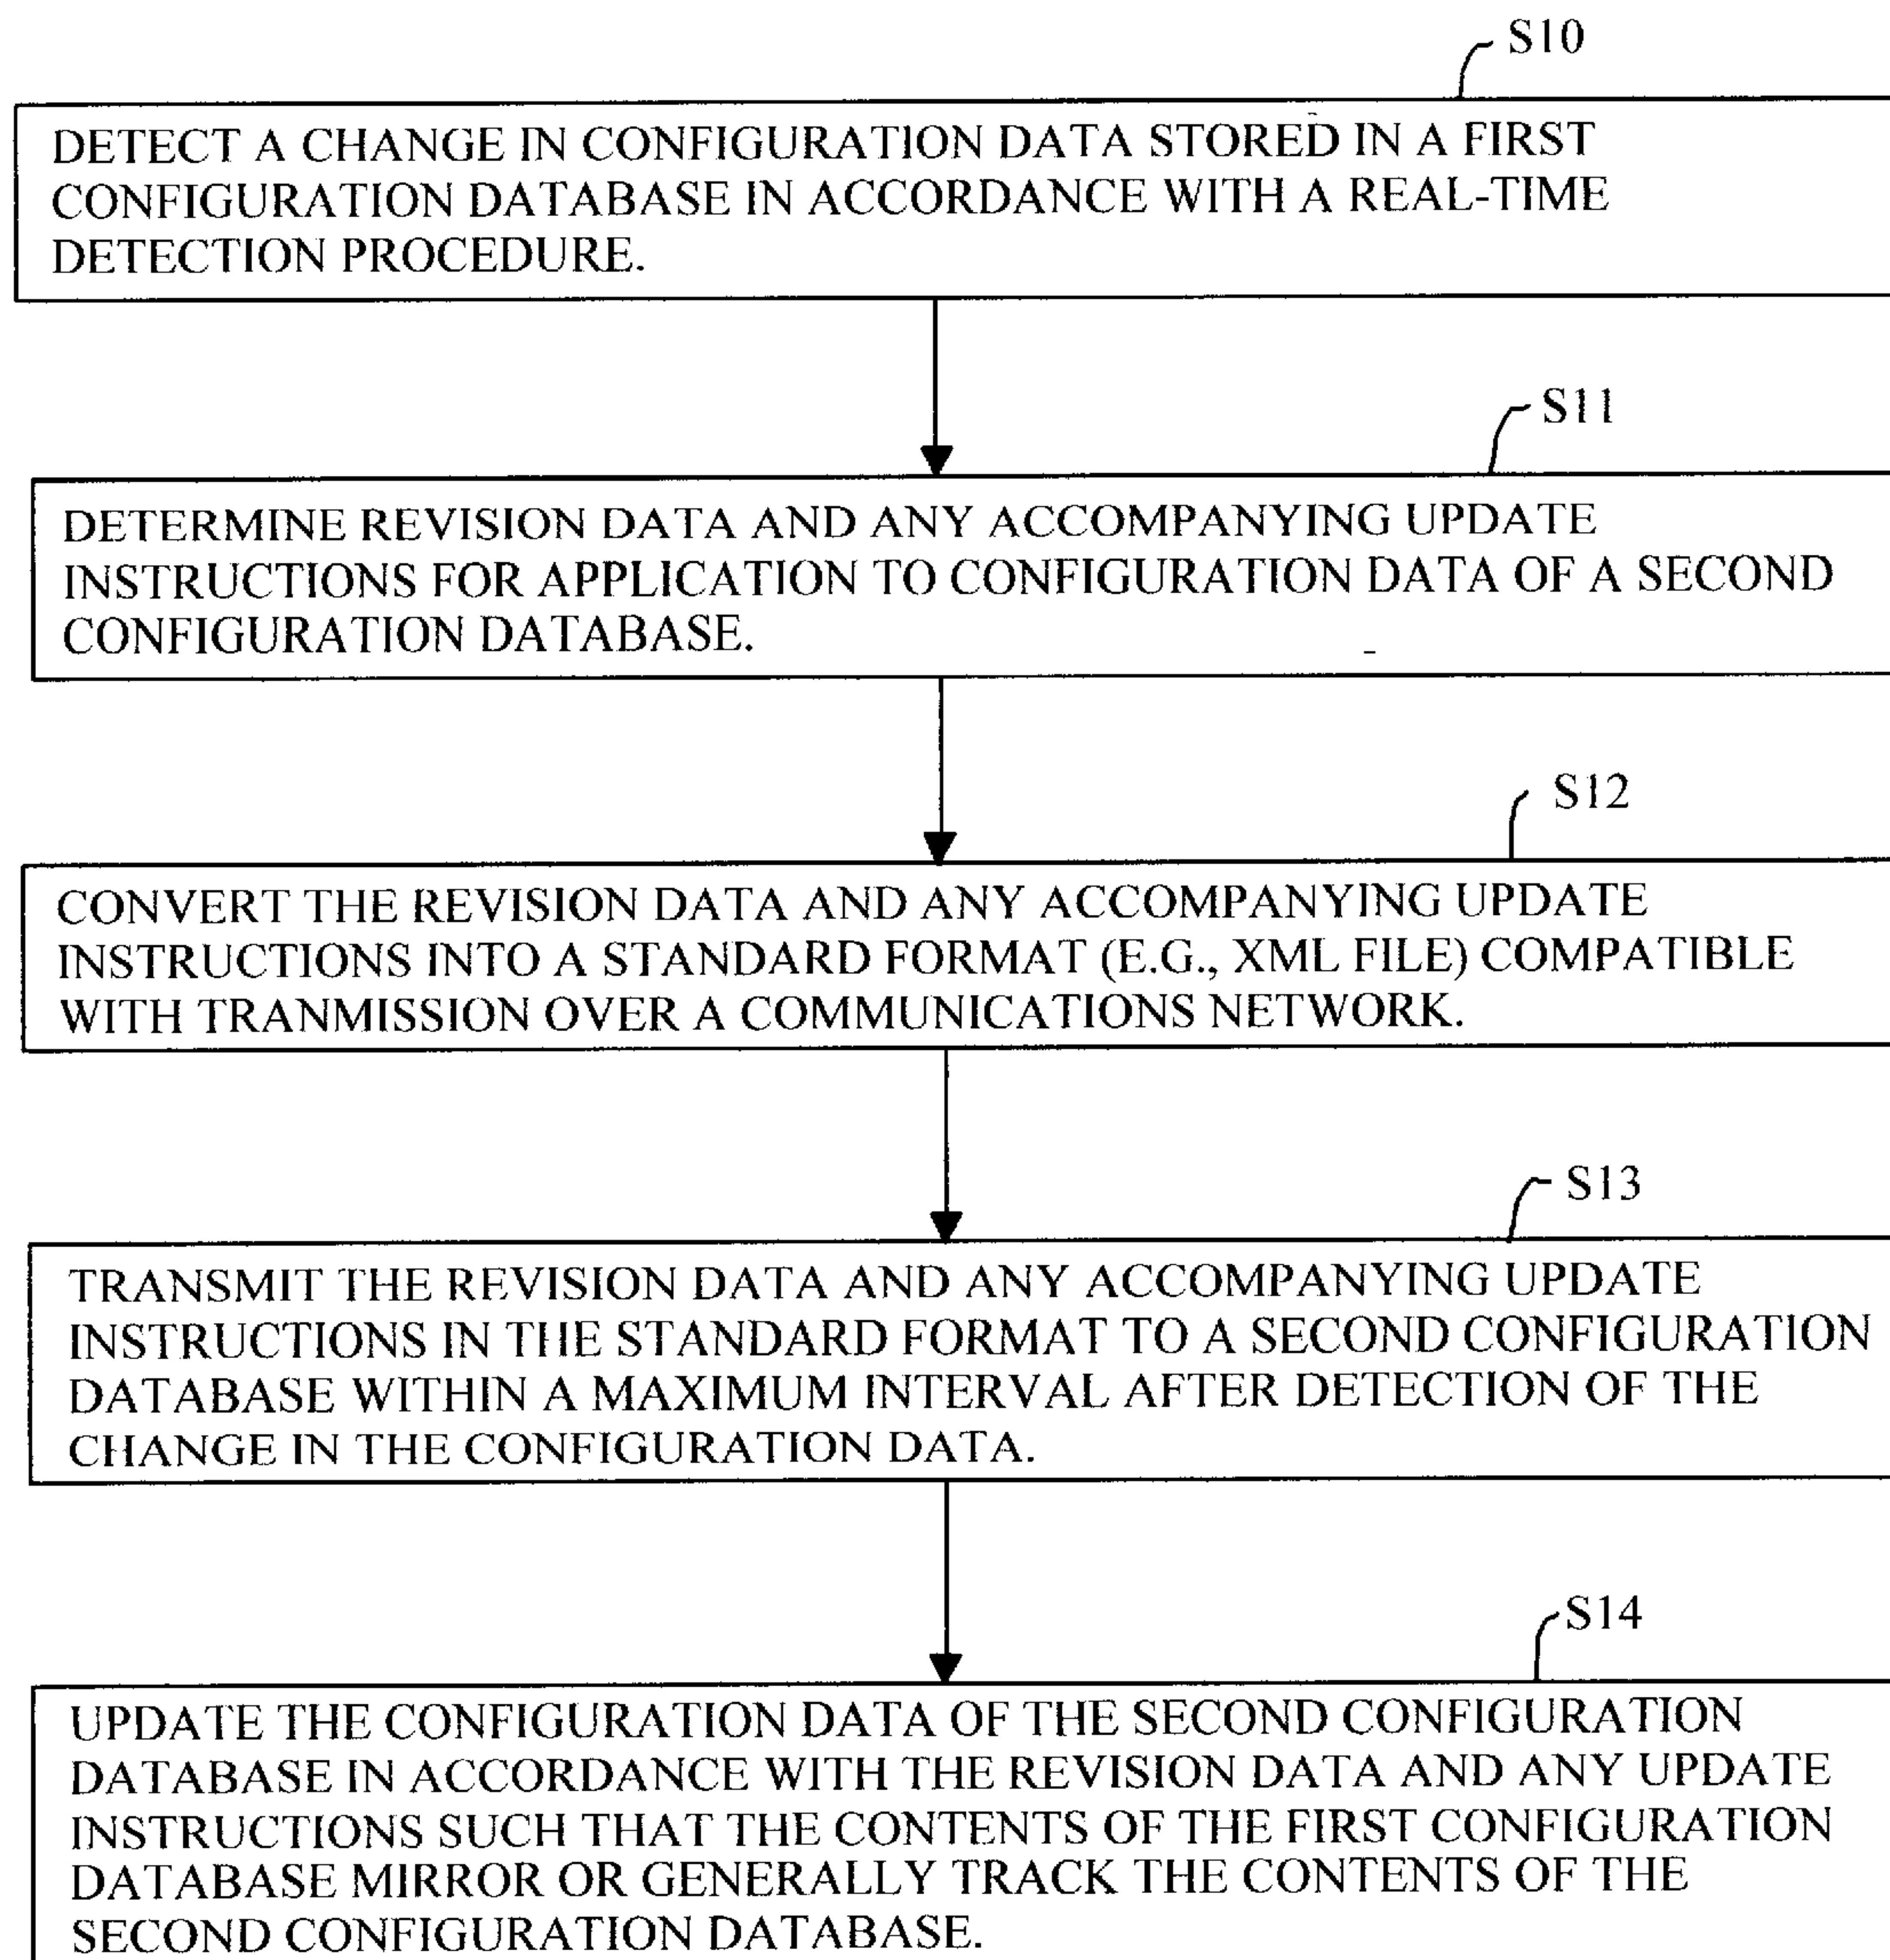 S10
DETECT A CHANGE IN CONFIGURATION DATA STORED IN A FIRST
CONFIGURATION DATABASE IN ACCORDANCE WITH A REAL-TIME
DETECTION PROCEDURE.
S11
DETERMINE REVISION DATA AND ANY ACCOMPANYING UPDATE
INSTRUCTIONS FOR APPLICATION TO CONFIGURATION DATA OF A SECOND
CONFIGURATION DATABASE.
S12
CONVERT THE REVISION DATA AND ANY ACCOMPANYING UPDATE
INSTRUCTIONS INTO A STANDARD FORMAT (E.G., XML FILE) COMPATIBLE
WITH TRANMISSION OVER A COMMUNICATIONS NETWORK.
S13
TRANSMIT THE REVISION DATA AND ANY ACCOMPANYING UPDATE
INSTRUCTIONS IN THE STANDARD FORMAT TO A SECOND CONFIGURATION
DATABASE WITHIN A MAXIMUM INTERVAL AFTER DETECTION OF THE
CHANGE IN THE CONFIGURATION DATA.
S14
UPDATE THE CONFIGURATION DATA OF THE SECOND CONFIGURATION
DATABASE IN ACCORDANCE WITH THE REVISION DATA AND ANY UPDATE
INSTRUCTIONS SUCH THAT THE CONTENTS OF THE FIRST CONFIGURATION
DATABASE MIRROR OR GENERALLY TRACK THE CONTENTS OF THE
SECOND CONFIGURATION DATABASE.